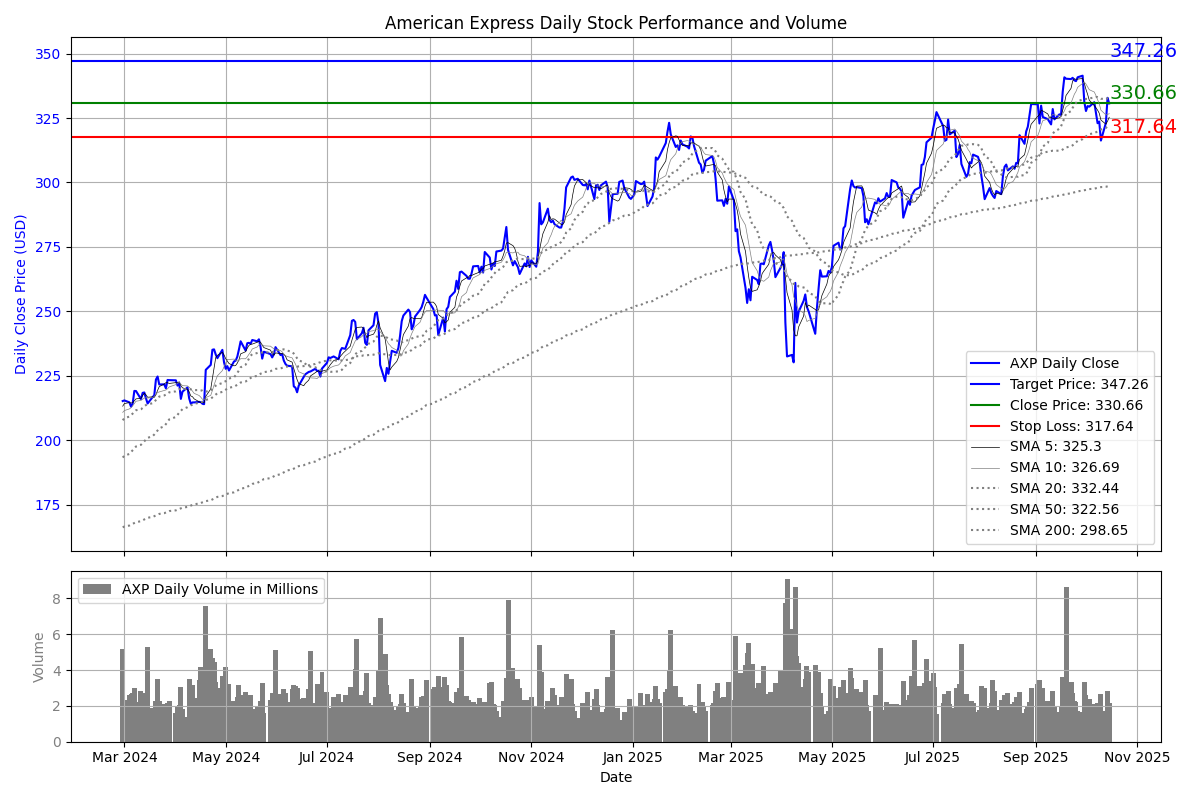 American Express Daily Stock Performance and Volume
350
325
300
275
250
225
200
175
Daily Close Price (USD)
347.26
330.66
317.64
AXP Daily Close
Target Price: 347.26
Close Price: 330.66
Stop Loss: 317.64
SMA 5: 325.3
SMA 10: 326.69
SMA 20: 332.44
SMA 50: 322.56
SMA 200: 298.65
AXP Daily Volume in Millions
8
6
4
2
0
Volume
Mar 2024
May 2024
Jul 2024
Sep 2024
Nov 2024
Jan 2025
Mar 2025
May 2025
Jul 2025
Sep 2025
Nov 2025
Date